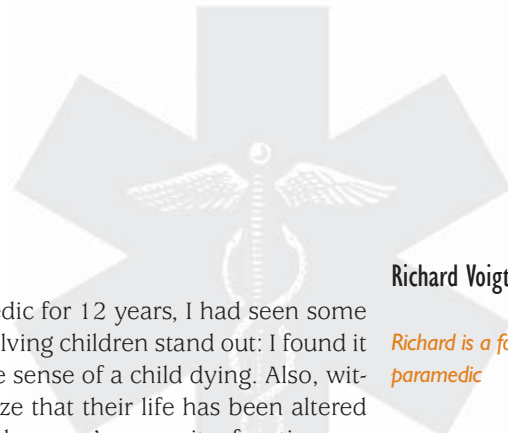 edic for 12 years, I had seen some
lving children stand out: I found it
e sense of a child dying. Also, wit-
ze that their life has been altered
Richard Voigt
Richard is a fo
paramedic